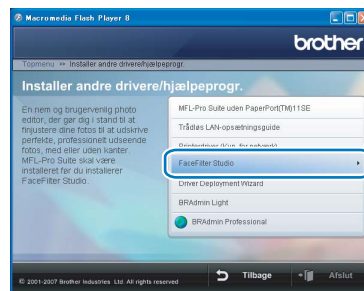 Macromedia Flash Player 8
brother
Topmenu ▸▸ Installer andre drivere/hjælpeprogr.
Installer andre drivere/hjælpeprogr.
En nem og brugervenlig photo
editor, der gør dig i stand til at
finjustere dine fotos til at udskrive
perfekte, professionelt udseende
fotos, med eller uden kanter.
MFL-Pro Suite skal være
installeret før du installerer
FaceFilter Studio.
MFL-Pro Suite uden PaperPort(TM)11SE
Trådløs LAN-opsætningsguide
Printerdriver (Kun for netværk)
FaceFilter Studio
Driver Deployment Wizard
BRAdmin Light
BRAdmin Professional
© 2001-2007 Brother Industries Ltd. All rights reserved
Tilbage
Afslut